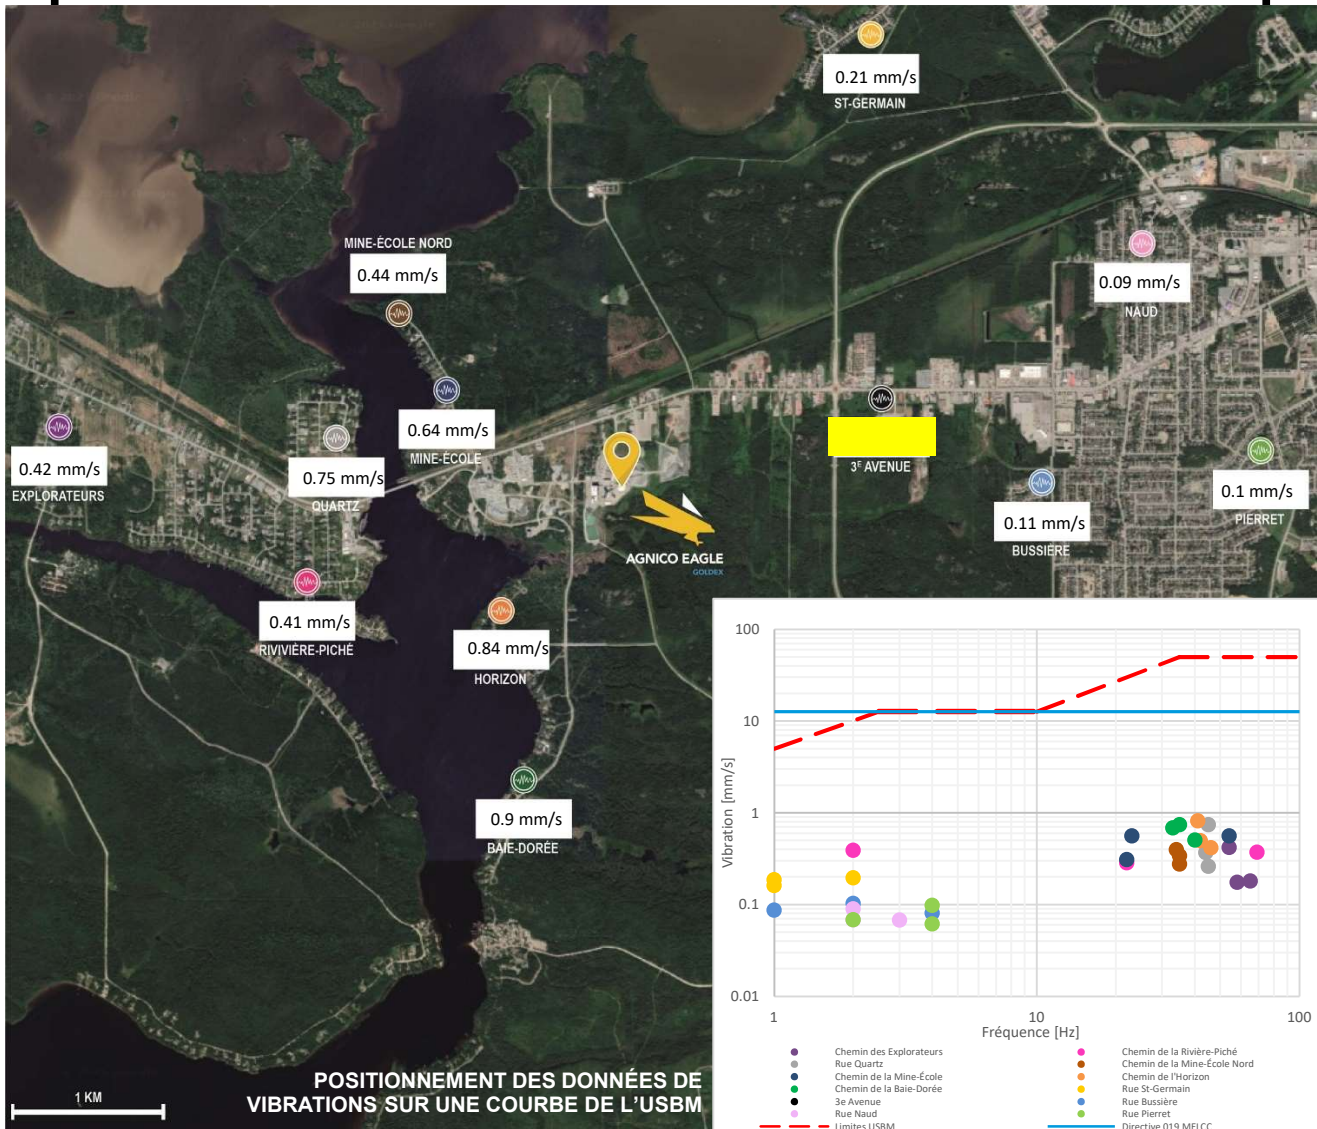 0.21 mm/s
ST-GERMAIN
MINE-ÉCOLE NORD
0.44 mm/s
0.09 mm/s
NAUD
0.64 mm/s
MINE-ÉCOLE
0.42 mm/s
EXPLORATEURS
0.75 mm/s
QUARTZ
3E AVENUE
0.1 mm/s
PIERRET
0.11 mm/s
BUSSIÈRE
AGNICO EAGLE
GOLDEX
0.41 mm/s
RIVIVIÈRE-PICHÉ
0.84 mm/s
HORIZON
0.9 mm/s
BAIE-DORÉE
100
10
1
0.1
0.01
Vibration [mm/s]
1 10 100
Fréquence [Hz]
Chemin des Explorateurs
Chemin de la Rivière-Piché
Rue Quartz
Chemin de la Mine-École Nord
Chemin de la Mine-École
Chemin de l'Horizon
Chemin de la Baie-Dorée
Rue St-Germain
3e Avenue
Rue Bussière
Rue Naud
Rue Pierret
Limites USBM
Directive 019 MELCC
POSITIONNEMENT DES DONNÉES DE
VIBRATIONS SUR UNE COURBE DE L'USBM
1 KM